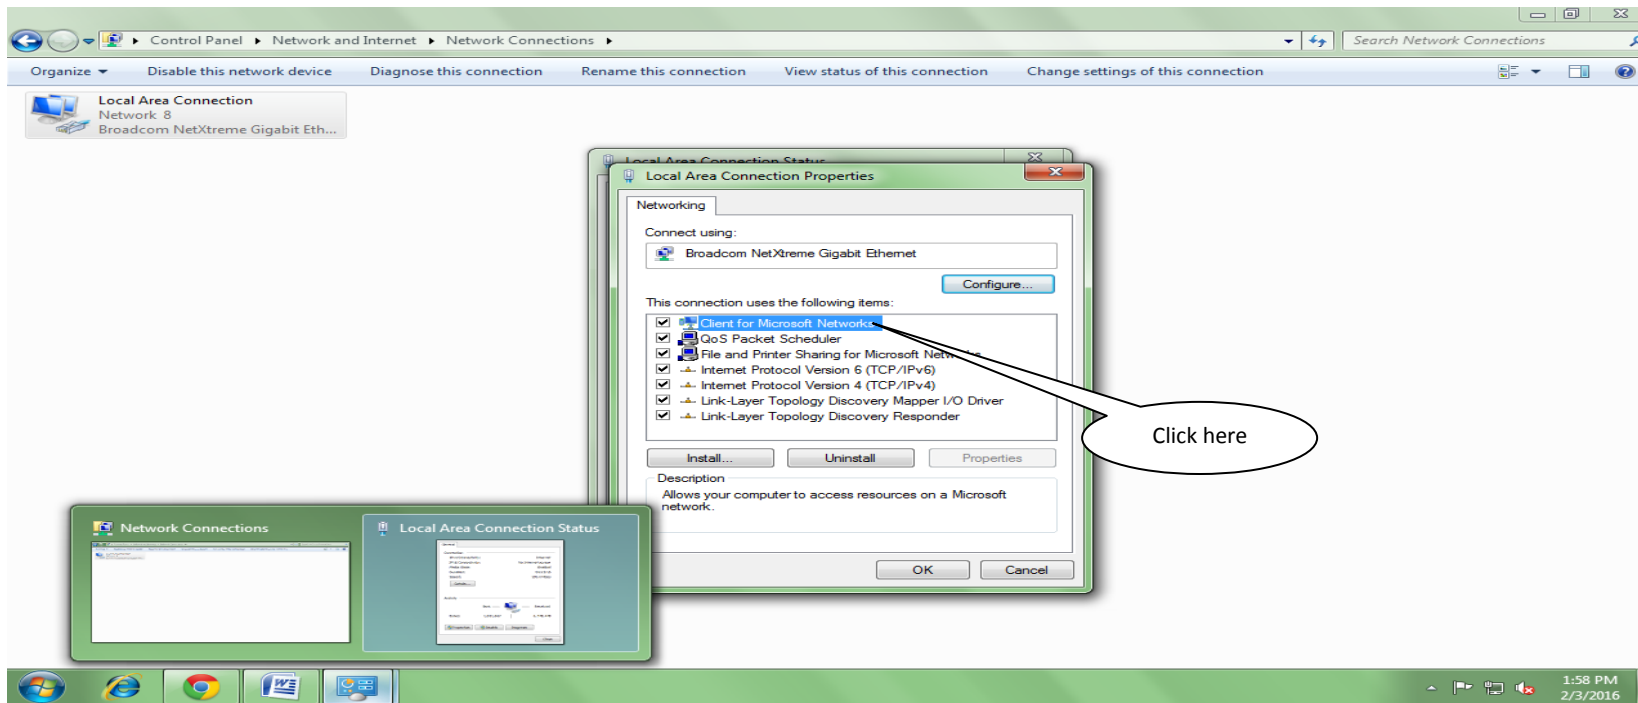 Control Panel Network and Internet Network Connections
Search Network Connections
Organize Disable this network device Diagnose this connection Rename this connection View status of this connection Change settings of this connection
Local Area Connection
Network 8
Broadcom NetXtreme Gigabit Eth...
Local Area Connection Status
Local Area Connection Properties
Networking
Connect using:
Broadcom NetXtreme Gigabit Ethernet
Configure...
This connection uses the following items:
Client for Microsoft Networks
QoS Packet Scheduler
File and Printer Sharing for Microsoft Networks
Internet Protocol Version 6 (TCP/IPv6)
Internet Protocol Version 4 (TCP/IPv4)
Link-Layer Topology Discovery Mapper I/O Driver
Link-Layer Topology Discovery Responder
Click here
Install... Uninstall Properties
Description
Allows your computer to access resources on a Microsoft
network.
OK Cancel
Network Connections
Local Area Connection Status
1:58 PM
2/3/2016